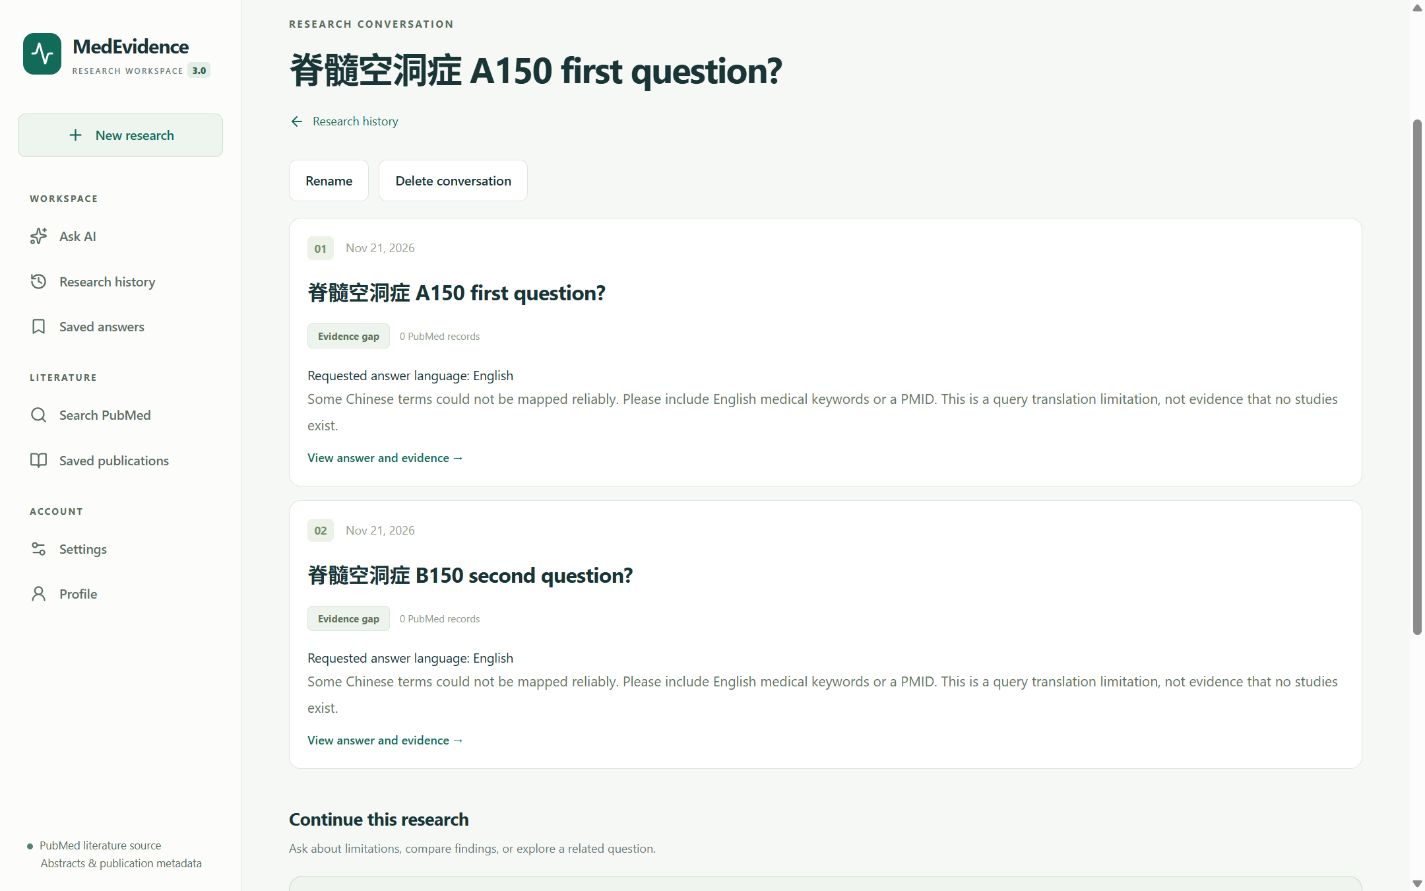 MedEvidence
RESEARCH WORKSPACE 3.0
New research
WORKSPACE
Ask AI
Research history
Saved answers
LITERATURE
Search PubMed
Saved publications
ACCOUNT
Settings
Profile
PubMed literature source
Abstracts & publication metadata
RESEARCH CONVERSATION
脊髓空洞症 A150 first question?
← Research history
Rename
Delete conversation
01 Nov 21, 2026
脊髓空洞症 A150 first question?
Evidence gap 0 PubMed records
Requested answer language: English
Some Chinese terms could not be mapped reliably. Please include English medical keywords or a PMID. This is a query translation limitation, not evidence that no studies
exist.
View answer and evidence →
02 Nov 21, 2026
脊髓空洞症 B150 second question?
Evidence gap 0 PubMed records
Requested answer language: English
Some Chinese terms could not be mapped reliably. Please include English medical keywords or a PMID. This is a query translation limitation, not evidence that no studies
exist.
View answer and evidence →
Continue this research
Ask about limitations, compare findings, or explore a related question.